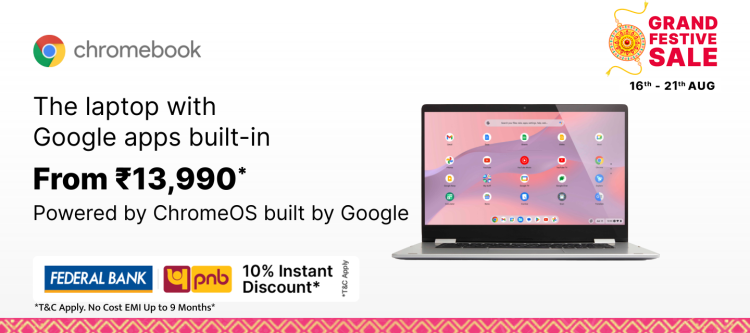 chromebook
GRAND
FESTIVE
SALE
16th - 21th AUG
The laptop with
Google apps built-in
From ₹13,990*
Powered by ChromeOS built by Google
FEDERAL BANK
pnb
10% Instant
Discount*
*T&C Apply
*T&C Apply. No Cost EMI Up to 9 Months*